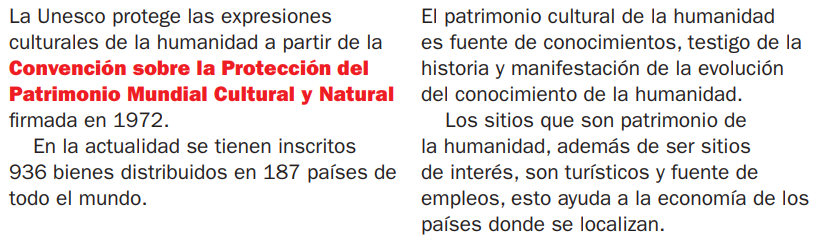 La Unesco protege las expresiones
culturales de la humanidad a partir de la
Convención sobre la Protección del
Patrimonio Mundial Cultural y Natural
firmada en 1972.
En la actualidad se tienen inscritos
936 bienes distribuidos en 187 países de
todo el mundo.
El patrimonio cultural de la humanidad
es fuente de conocimientos, testigo de la
historia y manifestación de la evolución
del conocimiento de la humanidad.
Los sitios que son patrimonio de
la humanidad, además de ser sitios
de interés, son turísticos y fuente de
empleos, esto ayuda a la economía de los
países donde se localizan.